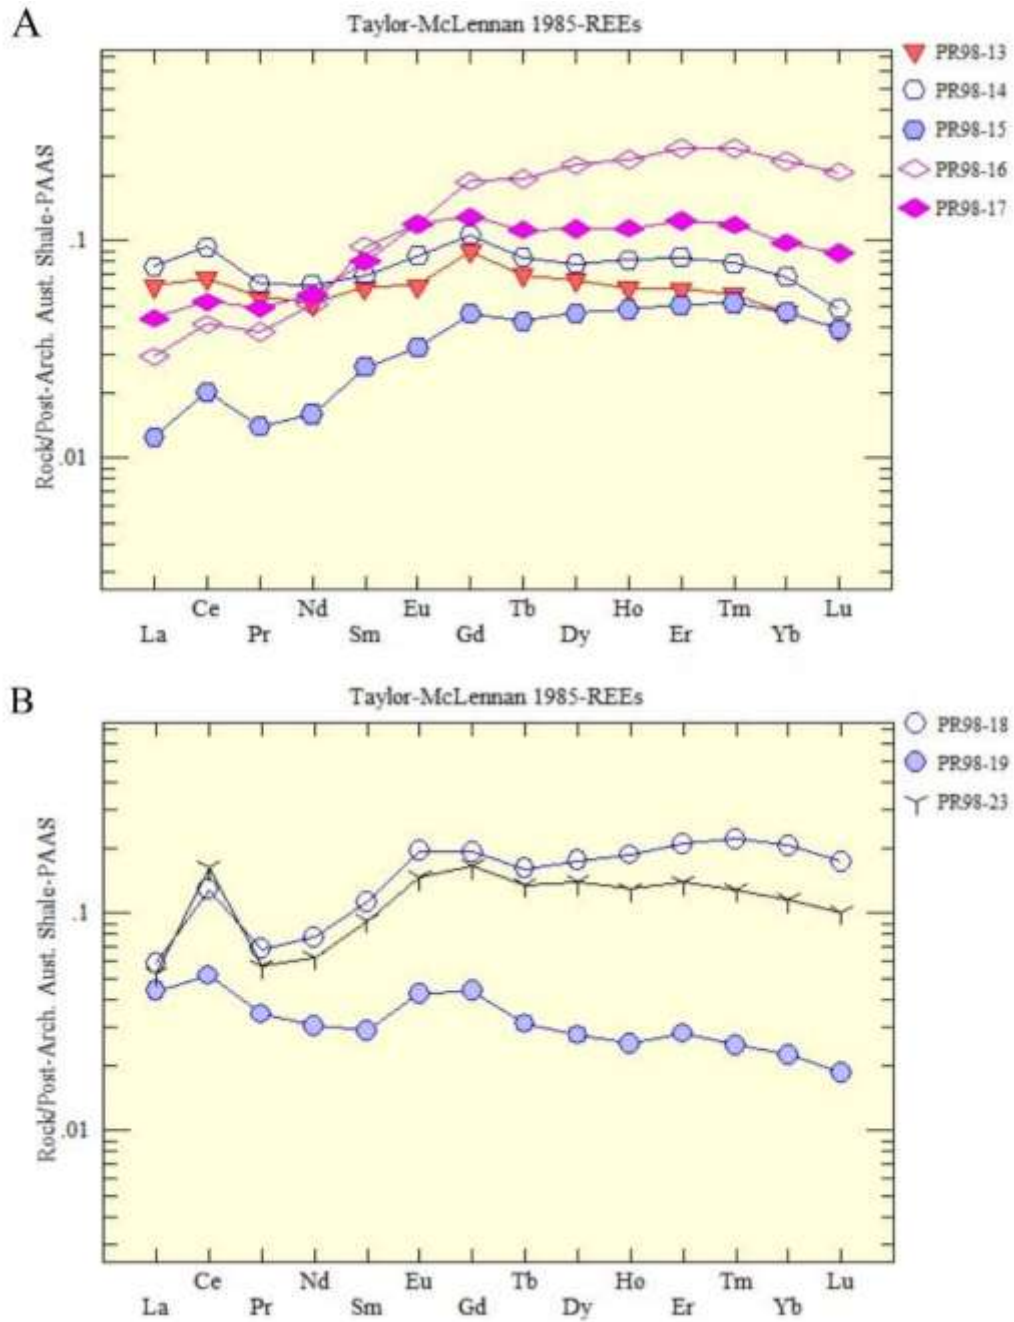 A
Taylor-McLennan 1985-REEs
PR98-13
PR98-14
PR98-15
PR98-16
PR98-17
Rock/Post-Arch. Aust. Shale-PAAS
.1
.01
Ce Nd Eu Tb Ho Tm Lu
La Pr Sm Gd Dy Er Yb
B
Taylor-McLennan 1985-REEs
PR98-18
PR98-19
PR98-23
Rock/Post-Arch. Aust. Shale-PAAS
.1
.01
Ce Nd Eu Tb Ho Tm Lu
La Pr Sm Gd Dy Er Yb